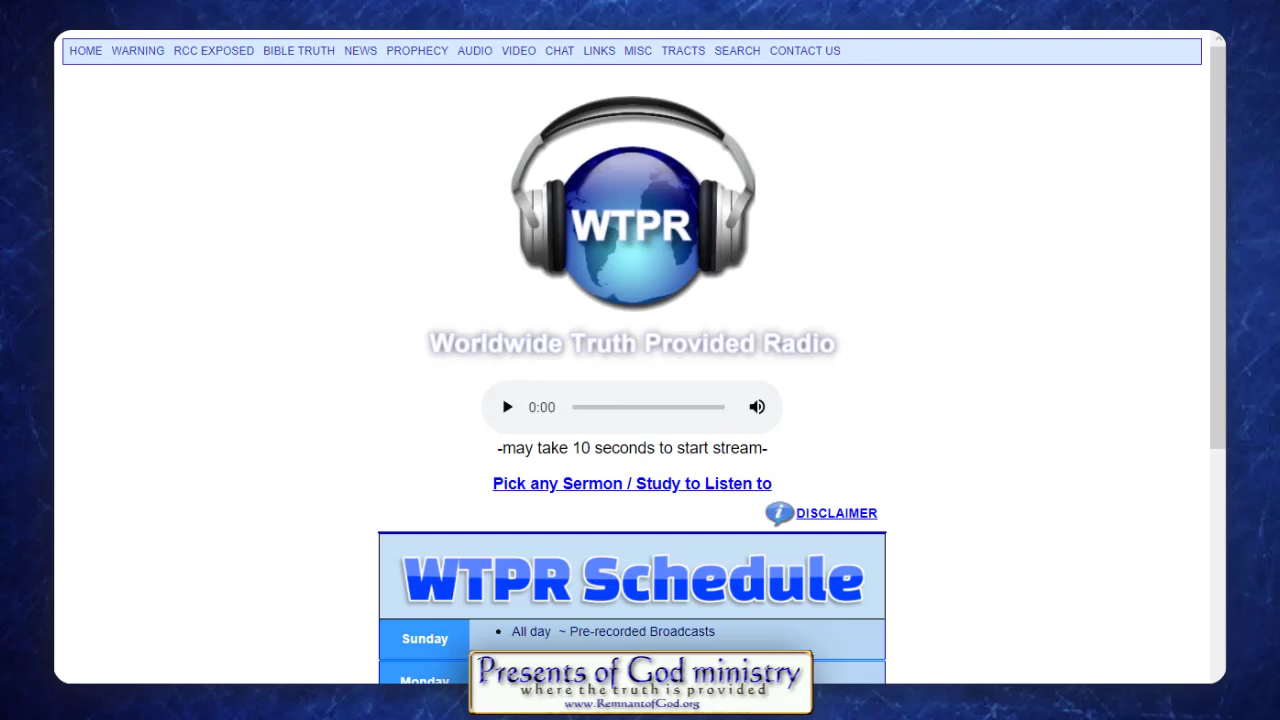 HOME WARNING RCC EXPOSED BIBLE TRUTH NEWS PROPHECY AUDIO VIDEO CHAT LINKS MISC TRACTS SEARCH CONTACT US
WTPR
Worldwide Truth Provided Radio
0:00
-may take 10 seconds to start stream-
Pick any Sermon / Study to Listen to
i DISCLAIMER
WTPR Schedule
Sunday
• All day ~ Pre-recorded Broadcasts
Monday
Presents of God ministry
where the truth is provided
www.RemnantofGod.org